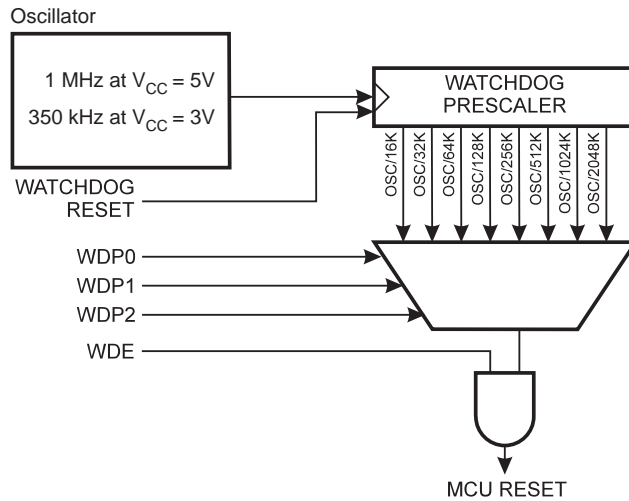 Oscillator
1 MHz at VCC = 5V
350 kHz at VCC = 3V
WATCHDOG
PRESCALER
OSC/16K
OSC/32K
OSC/64K
OSC/128K
OSC/256K
OSC/512K
OSC/1024K
OSC/2048K
WATCHDOG
RESET
WDP0
WDP1
WDP2
WDE
MCU RESET